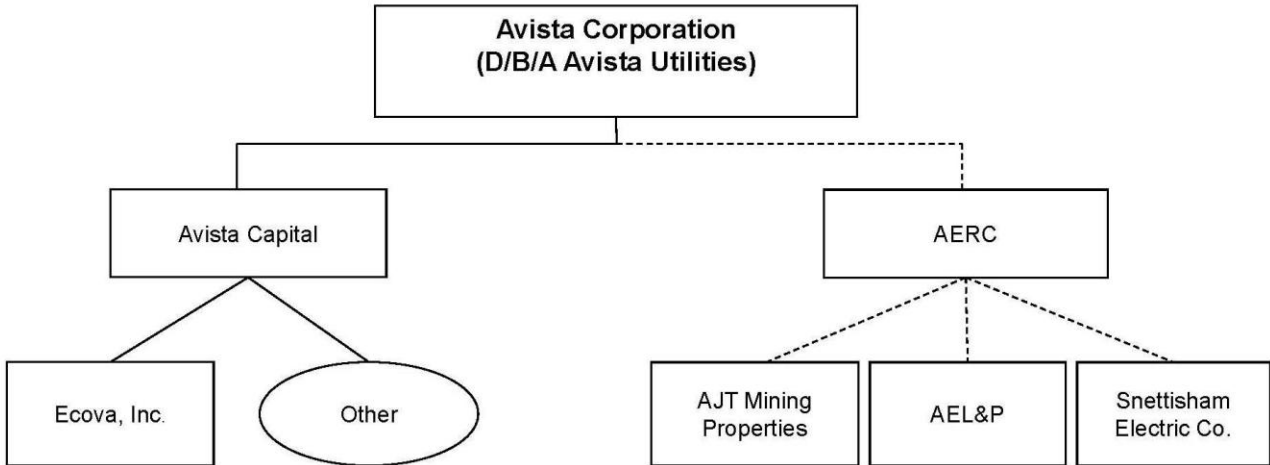 Avista Corporation
(D/B/A Avista Utilities)
Avista Capital
AERC
Ecova, Inc.
Other
AJT Mining
Properties
AEL&P
Snettisham
Electric Co.